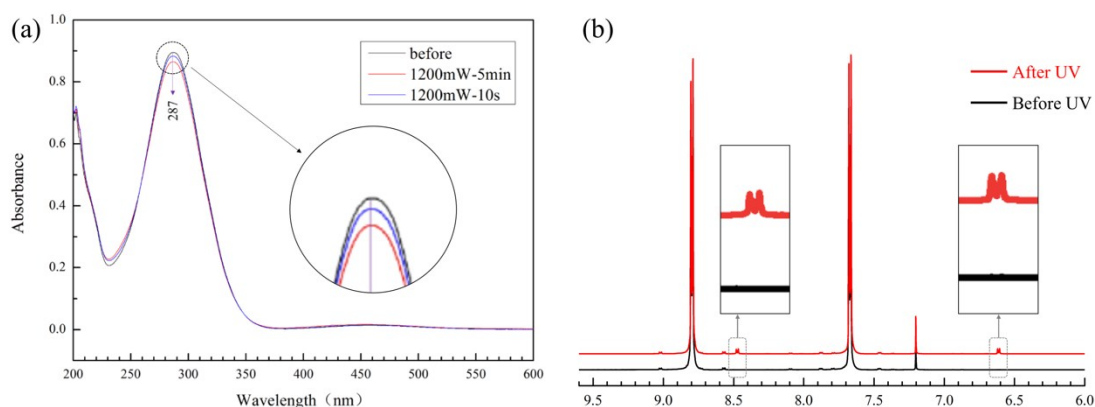 (a)
1.0
0.8
0.6
0.4
0.2
0.0
Absorbance
before
1200mW-5min
1200mW-10s
287
200 250 300 350 400 450 500 550 600
Wavelength（nm）
(b)
After UV
Before UV
9.5 9.0 8.5 8.0 7.5 7.0 6.5 6.0